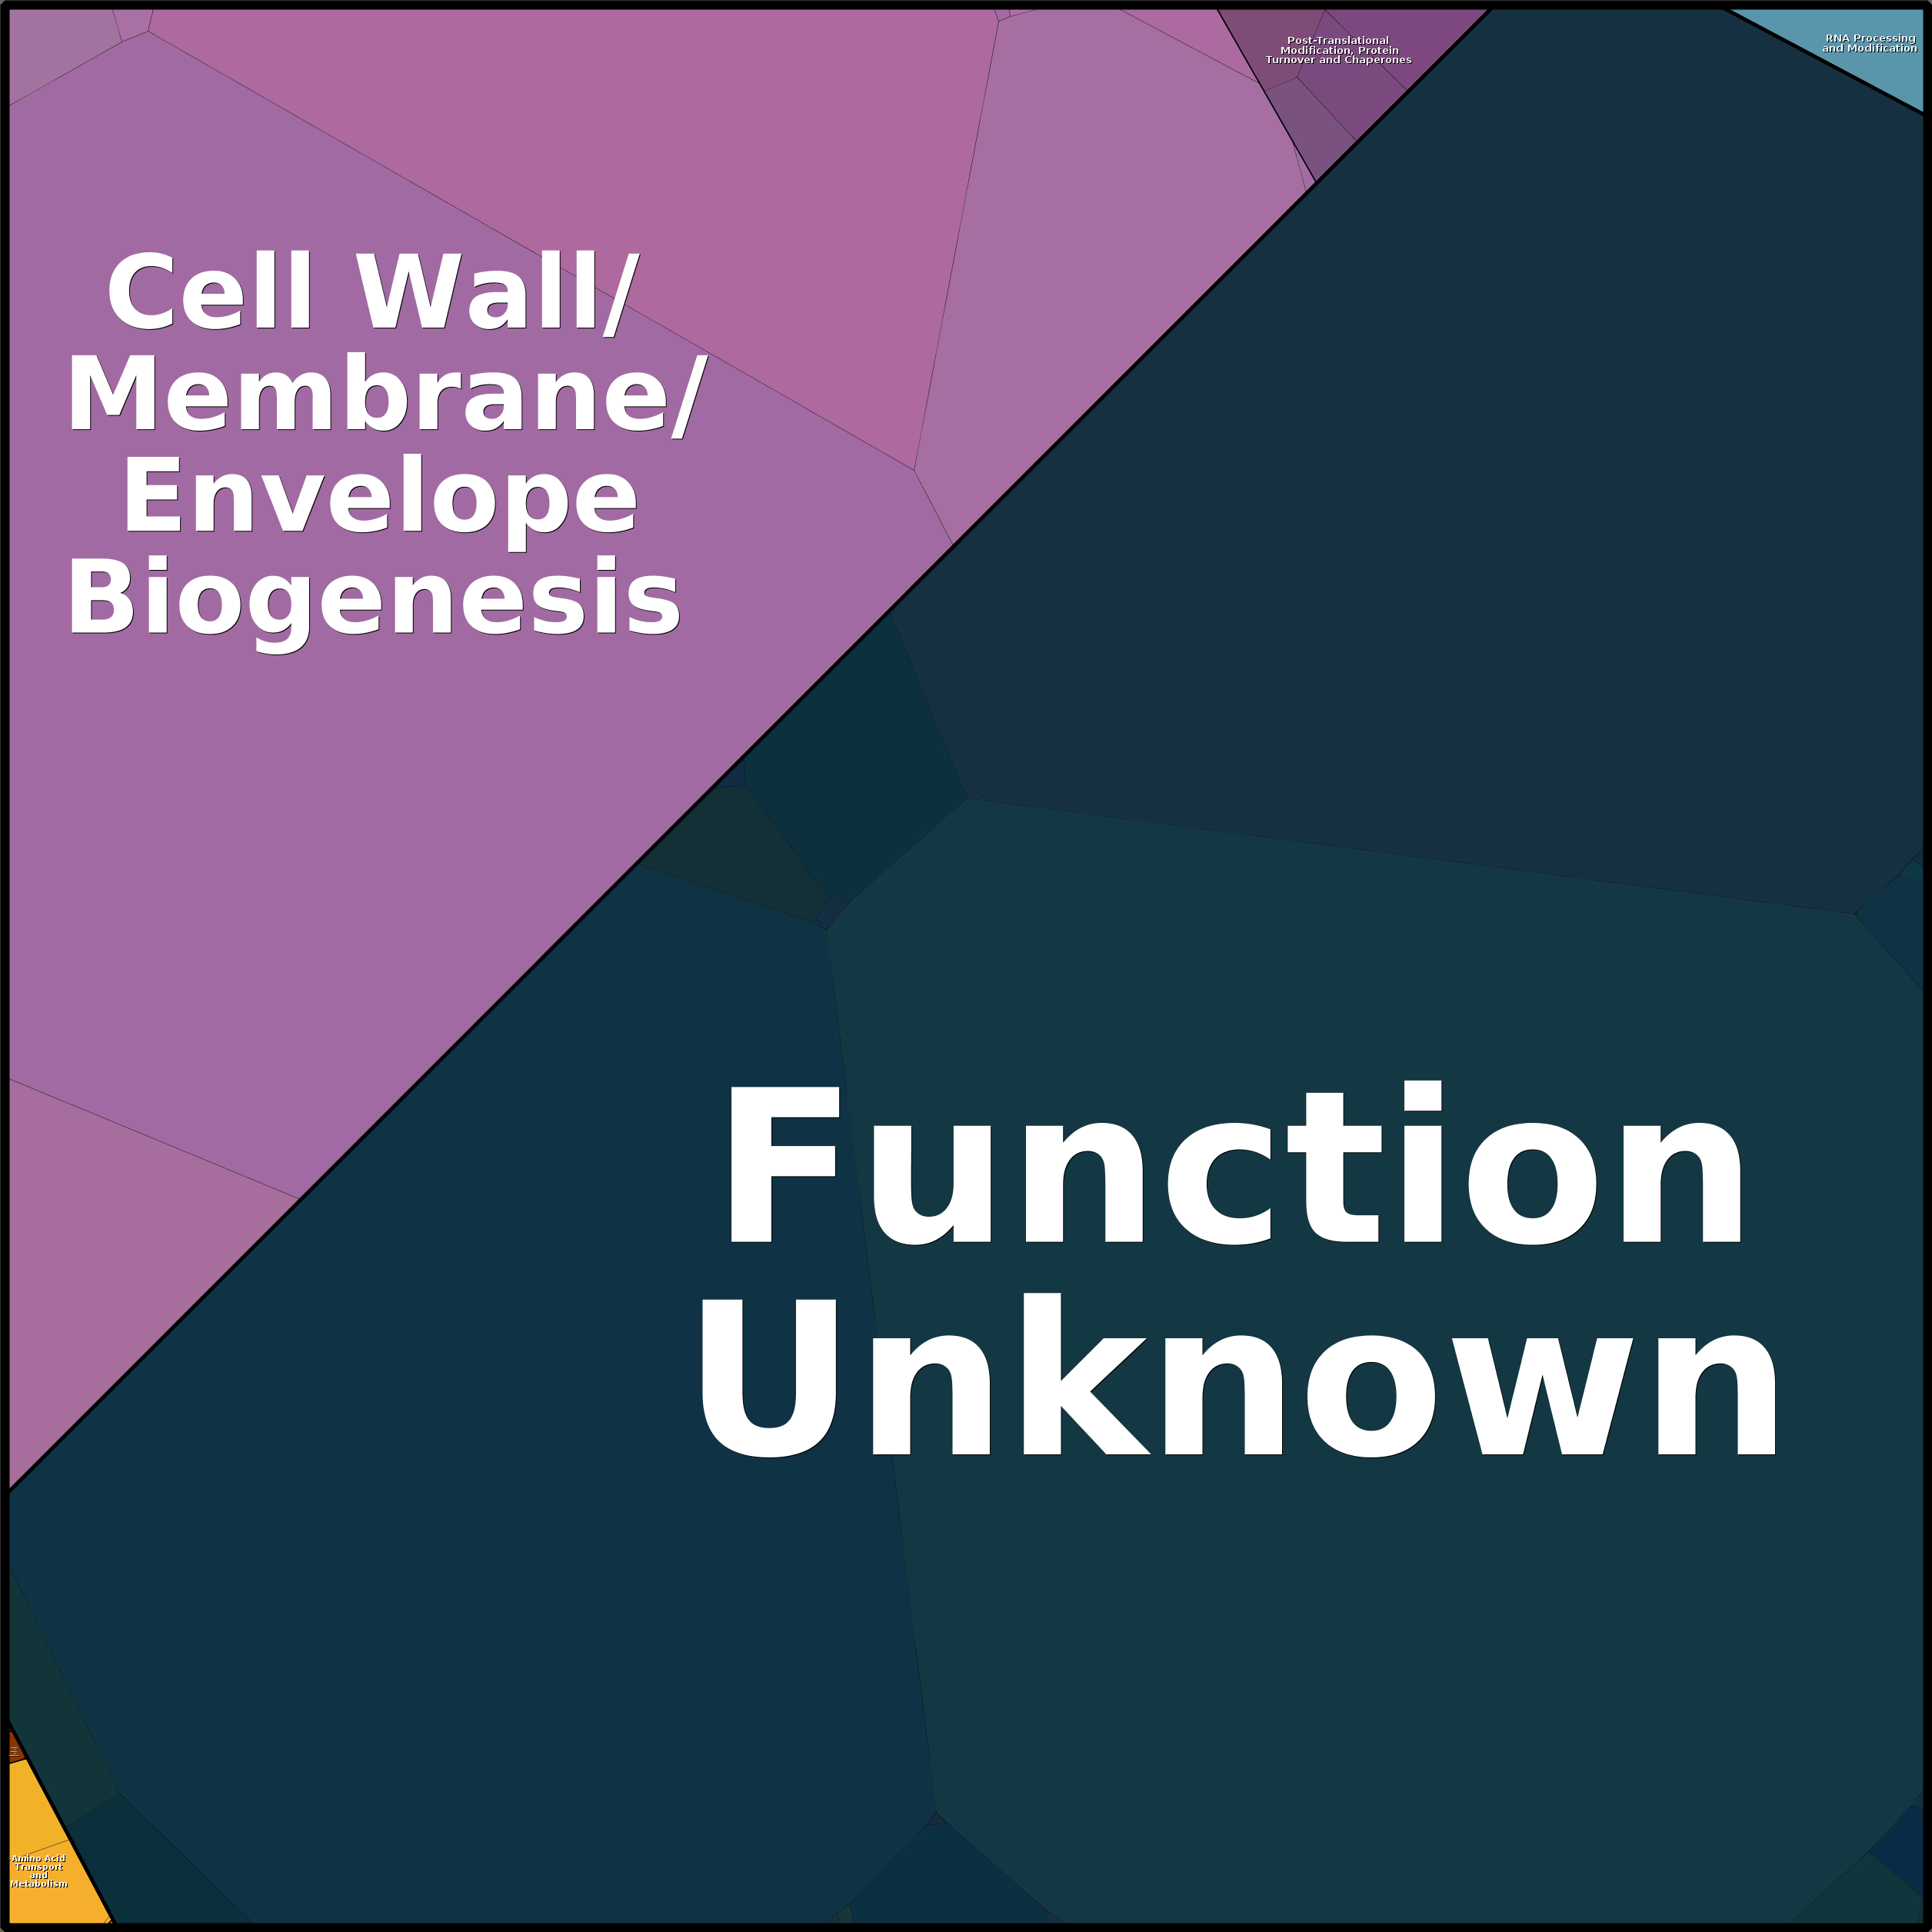 Post-Translational
Modification, Protein
Turnover and Chaperones
RNA Processing
and Modification
Cell Wall/
Membrane/
Envelope
Biogenesis
Function
Unknown
Amino Acid
Transport
and
Metabolism